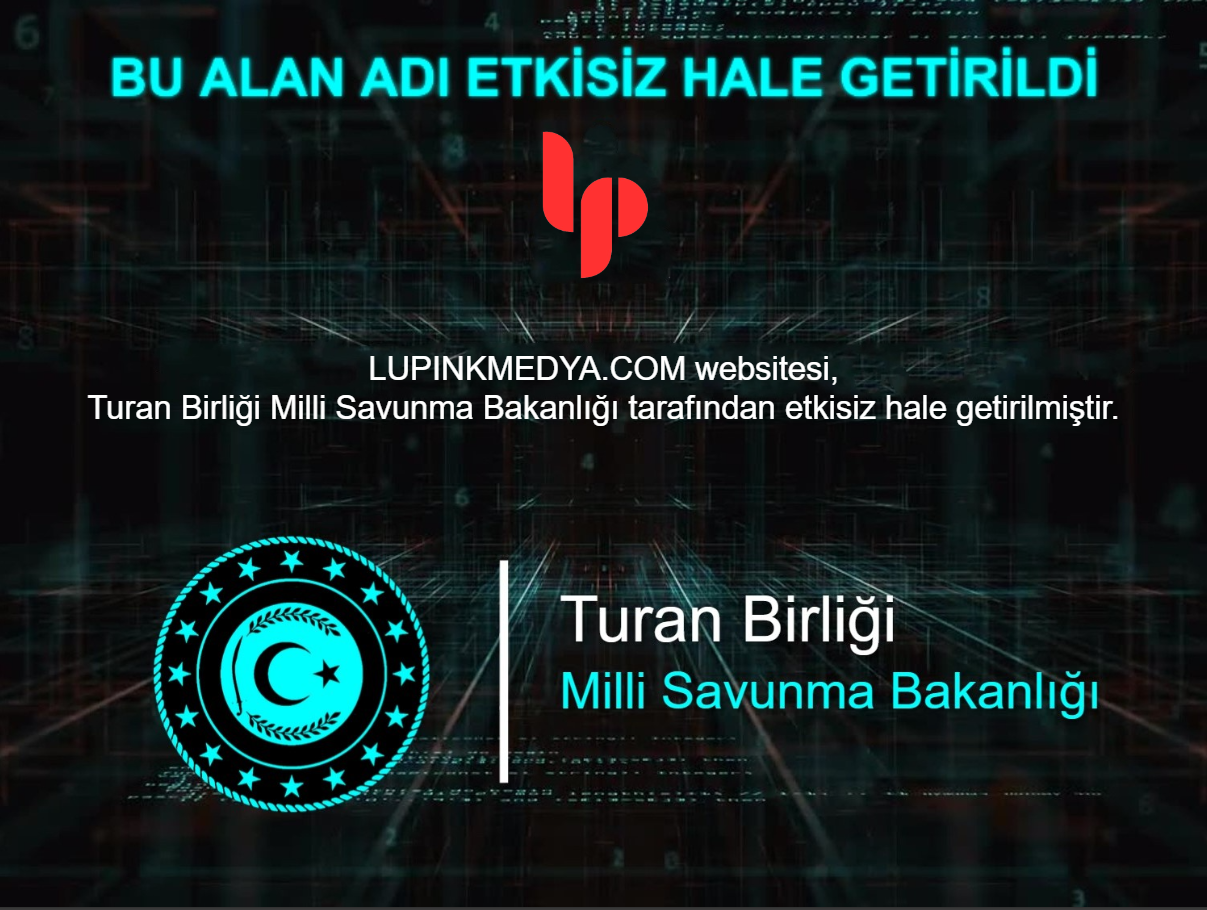 BU ALAN ADI ETKİSİZ HALE GETİRİLDİ
LUPINKMEDYA.COM websitesi,
Turan Birliği Milli Savunma Bakanlığı tarafından etkisiz hale getirilmiştir.
Turan Birliği
Milli Savunma Bakanlığı